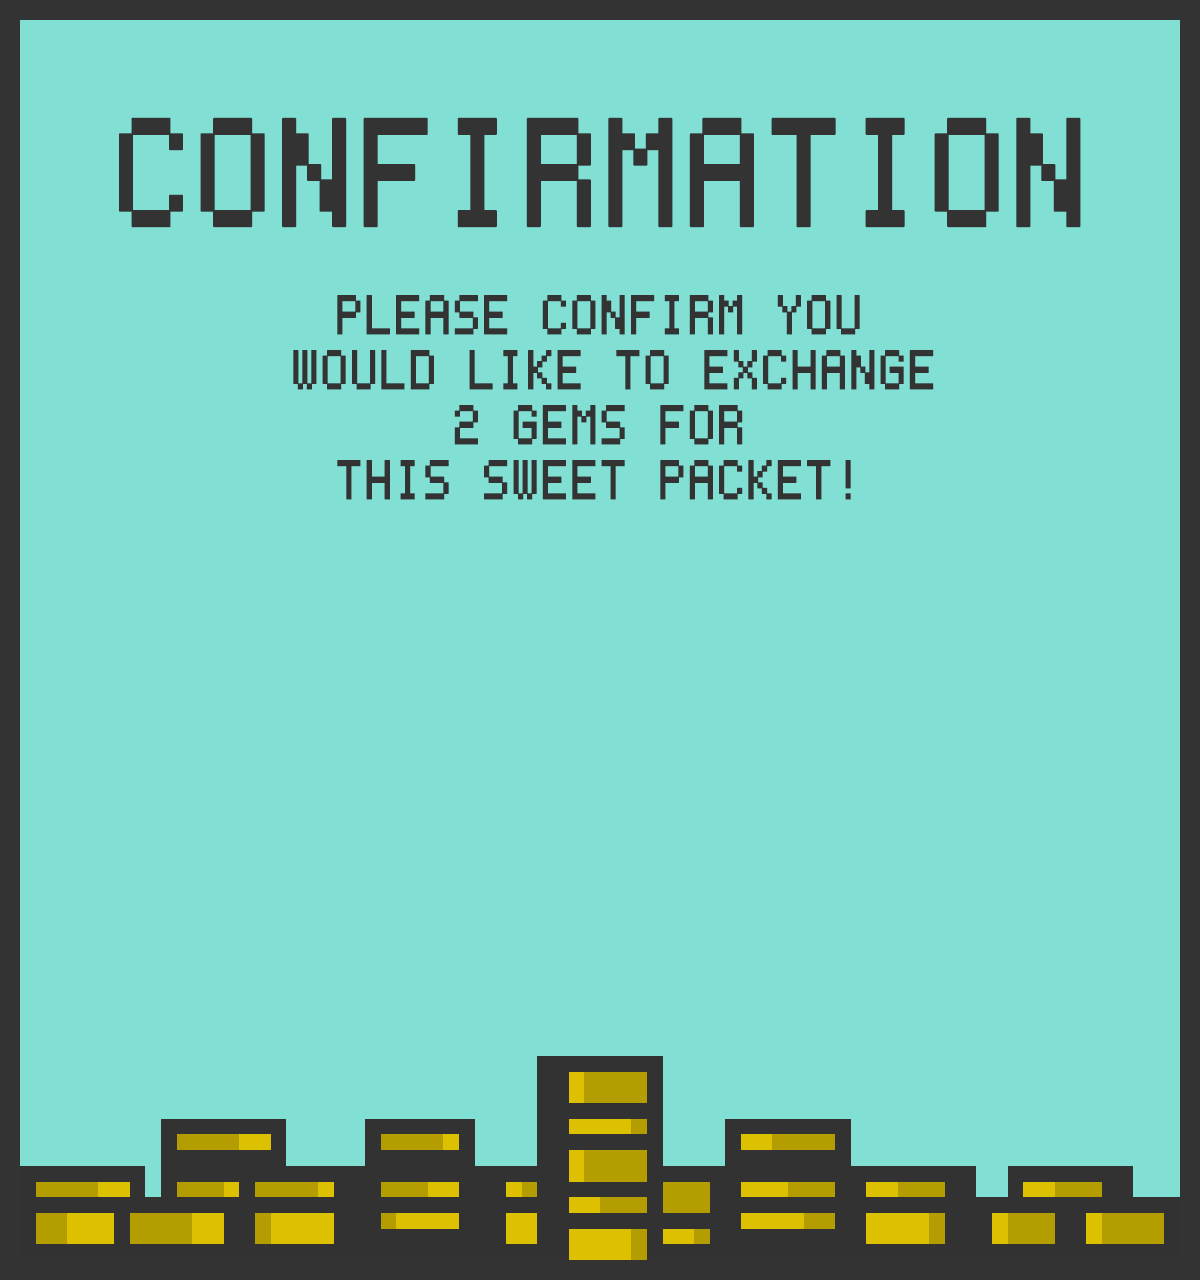 CONFIRMATION
PLEASE CONFIRM YOU
WOULD LIKE TO EXCHANGE
2 GEMS FOR
THIS SWEET PACKET!